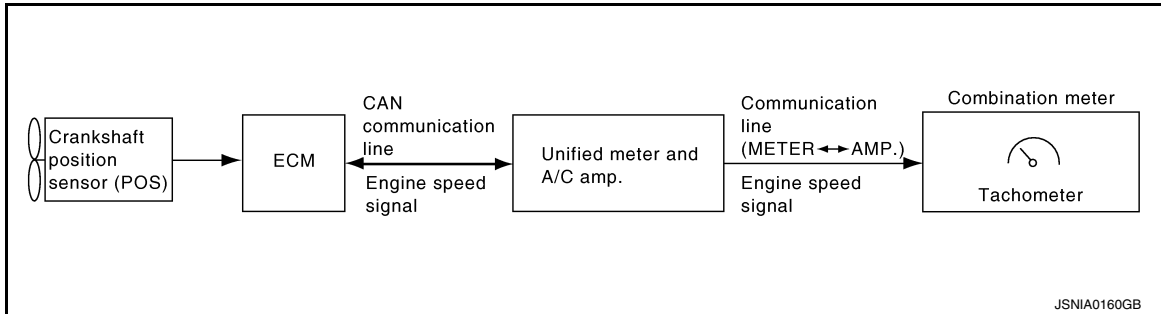 Crankshaft
position
sensor (POS)
ECM
CAN
communication
line
Engine speed
signal
Unified meter and
A/C amp.
Communication
line
(METER ↔ AMP.)
Engine speed
signal
Combination meter
Tachometer
JSNIA0160GB